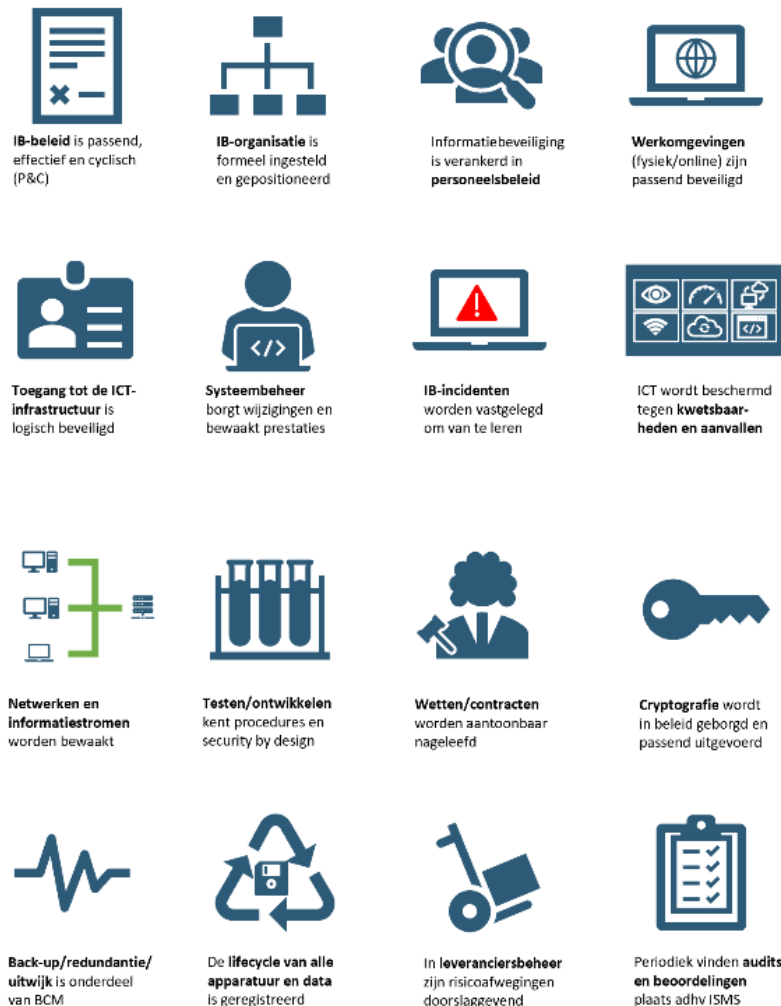 IB-beleid is passend,
effectief en cyclisch
(P&C)
IB-organisatie is
formeel ingesteld
en gepositioneerd
Informatiebeveiliging
is verankerd in
personeelsbeleid
Werkomgevingen
(fysiek/online) zijn
passend beveiligd
Toegang tot de ICT-
infrastructuur is
logisch beveiligd
</>
Systeembeheer
borgt wijzigingen en
bewaakt prestaties
IB-incidenten
worden vastgelegd
om van te leren
</>
ICT wordt beschermd
tegen kwetsbaar-
heden en aanvallen
Netwerken en
informatiestromen
worden bewaakt
Testen/ontwikkelen
kent procedures en
security by design
Wetten/contracten
worden aantoonbaar
nageleefd
Cryptografie wordt
in beleid geborgd en
passend uitgevoerd
Back-up/redundantie/
uitwijk is onderdeel
van BCM
De lifecycle van alle
apparatuur en data
is geregistreerd
In leveranciersbeheer
zijn risicoafwegingen
doorslaggevend
Periodiek vinden audits
en beoordelingen
plaats adhv ISMS